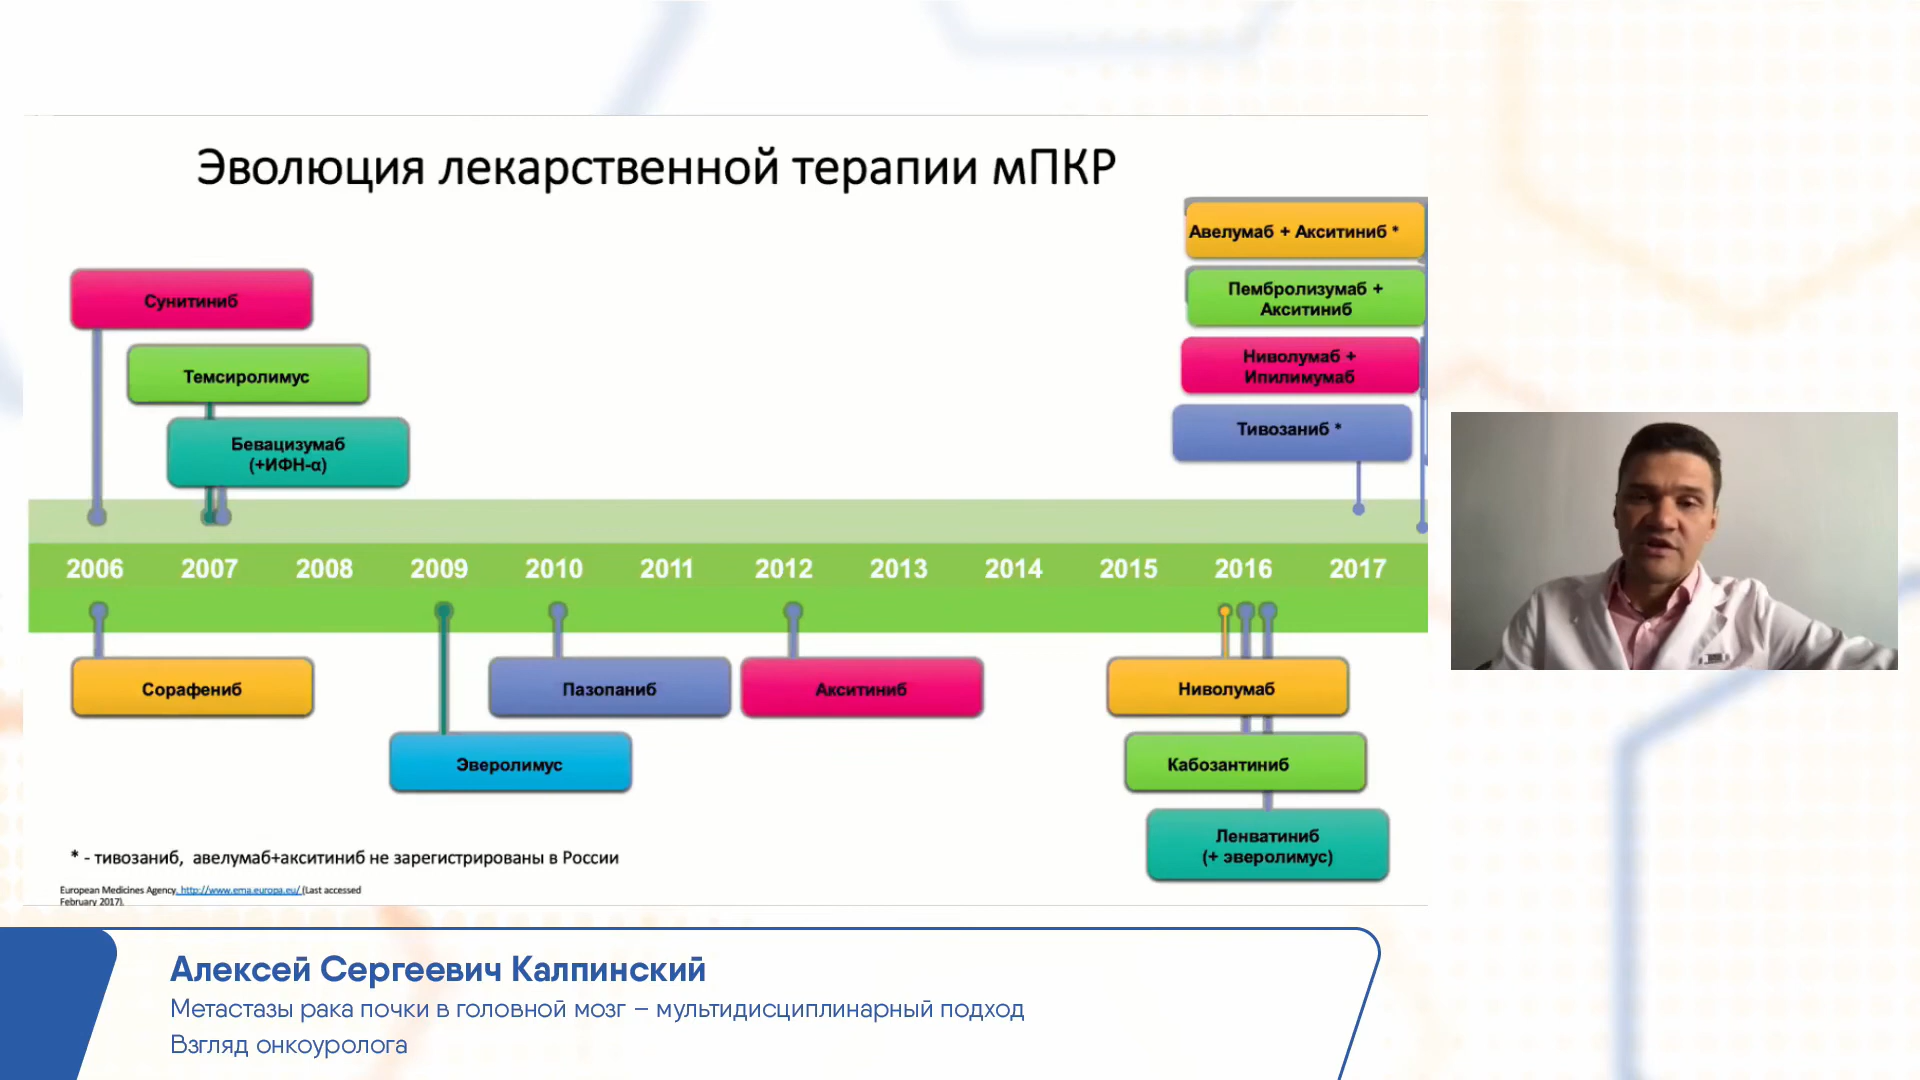 Эволюция лекарственной терапии мПКР
Авелумаб + Акситиниб *
Пембролизумаб +
Акситиниб
Ниволумаб +
Ипилимумаб
Тивозаниб *
Сунитиниб
Темсиролимус
Бевацизумаб
(+ИФН-α)
2006 2007 2008 2009 2010 2011 2012 2013 2014 2015 2016 2017
Сорафениб
Пазопаниб
Акситиниб
Ниволумаб
Эверолимус
Кабозантиниб
Ленватиниб
(+ эверолимус)
* - тивозаниб, авелумаб+акситиниб не зарегистрированы в России
European Medicines Agency, http://www.ema.europa.eu/ (Last accessed
February 2017).
Алексей Сергеевич Калпинский
Метастазы рака почки в головной мозг – мультидисциплинарный подход
Взгляд онкоуролога